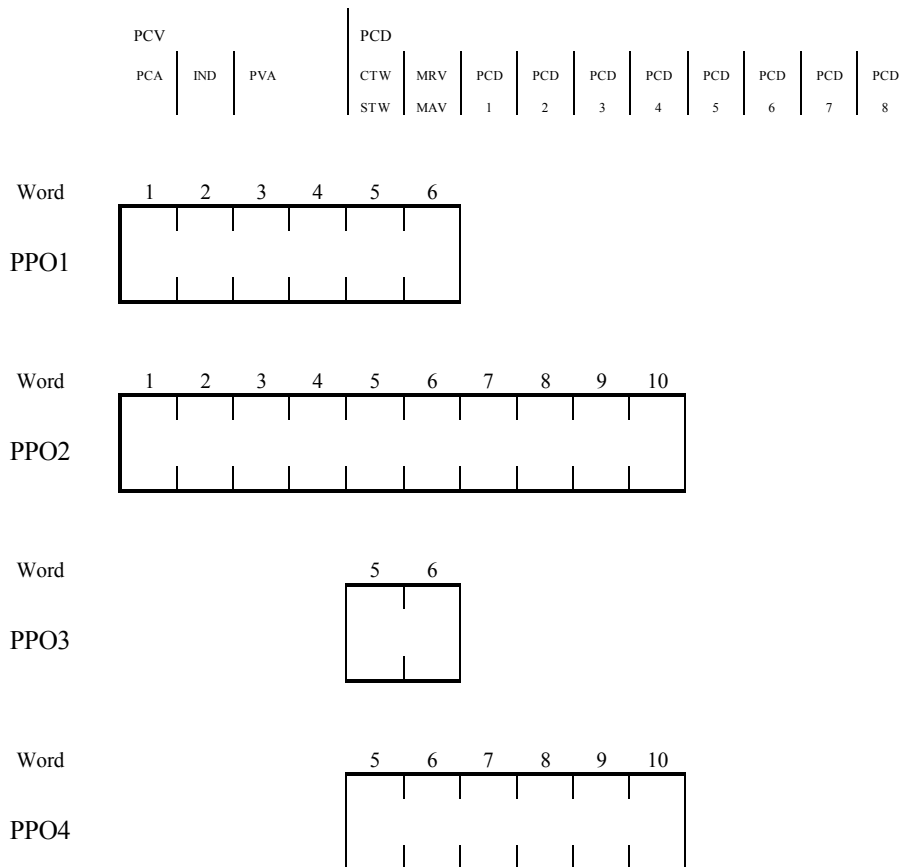 PCV PCD
PCA IND PVA CTW MRV PCD PCD PCD PCD PCD PCD PCD PCD
STW MAV 1 2 3 4 5 6 7 8
Word 1 2 3 4 5 6
PPO1
Word 1 2 3 4 5 6 7 8 9 10
PPO2
Word 5 6
PPO3
Word 5 6 7 8 9 10
PPO4